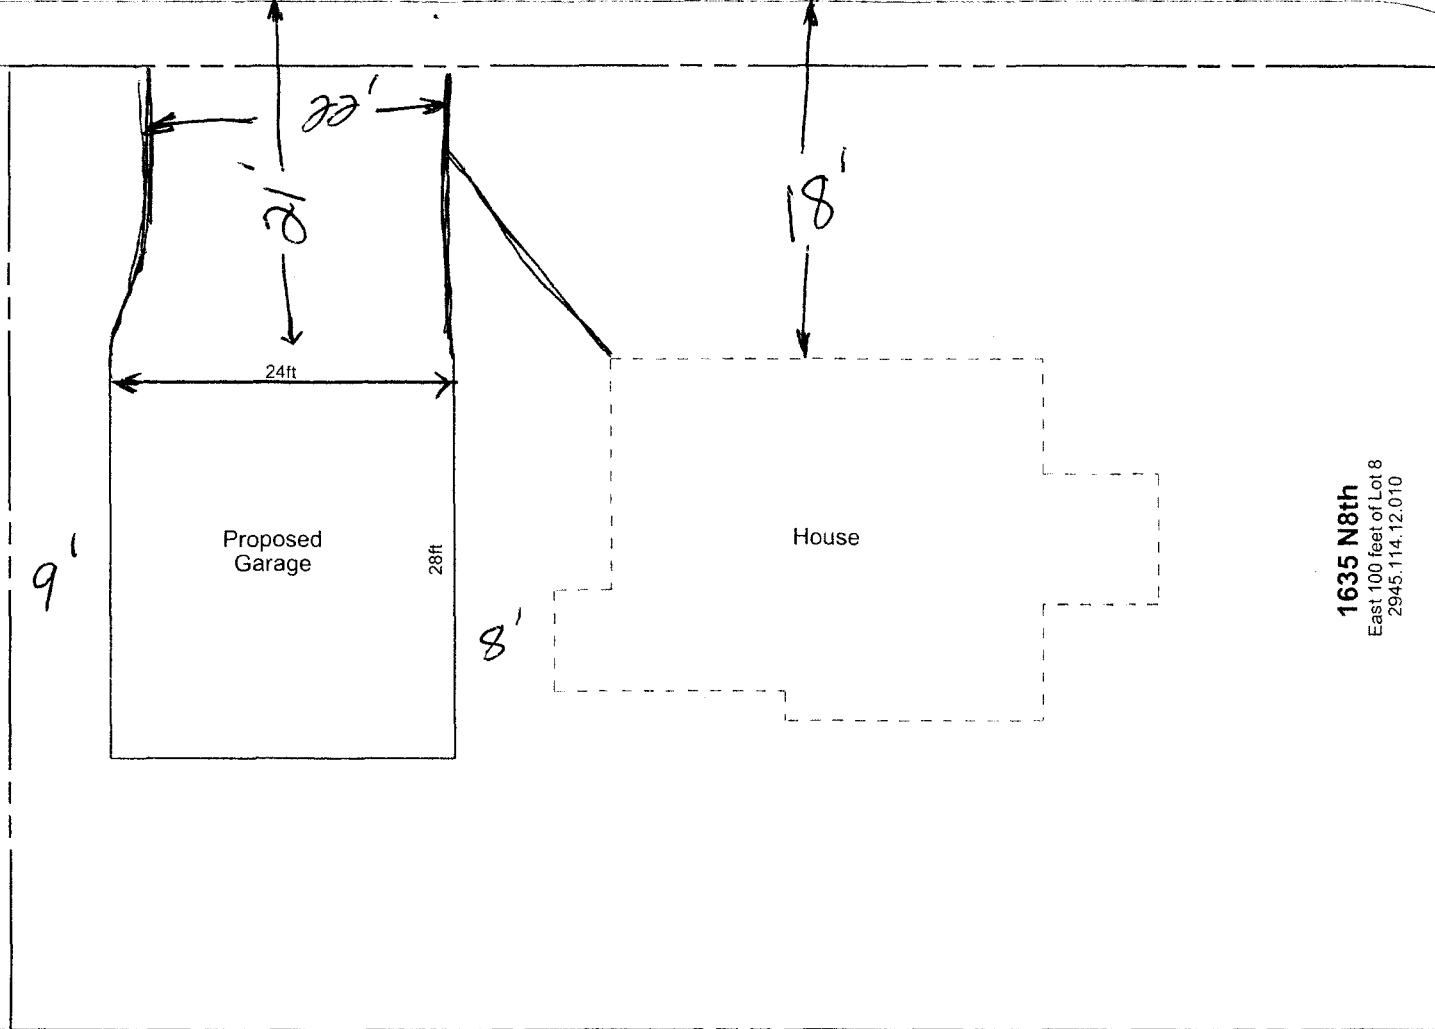 22'
21'
18'
24ft
Proposed
Garage
28ft
House
9'
8'
1635 N8th
East 100 feet of Lot 8
2945.114.12.010